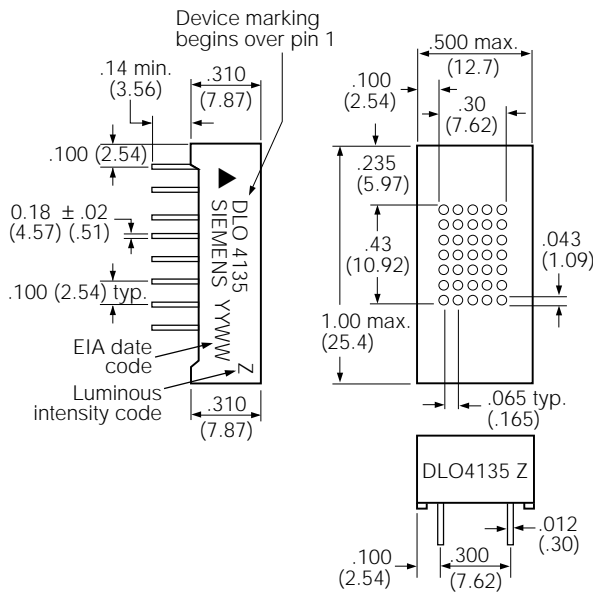 Device marking
begins over pin 1
.14 min.
(3.56)
.310
(7.87)
.100 (2.54)
0.18 ± .02
(4.57) (.51)
.100 (2.54) typ.
DLO 4135
SIEMENS YYWW
Z
EIA date
code
Luminous
intensity code
.310
(7.87)
.500 max.
(12.7)
.100
(2.54)
.30
(7.62)
.235
(5.97)
.43
(10.92)
.043
(1.09)
1.00 max.
(25.4)
.065 typ.
(.165)
DLO4135 Z
.012
(.30)
.100
(2.54)
.300
(7.62)